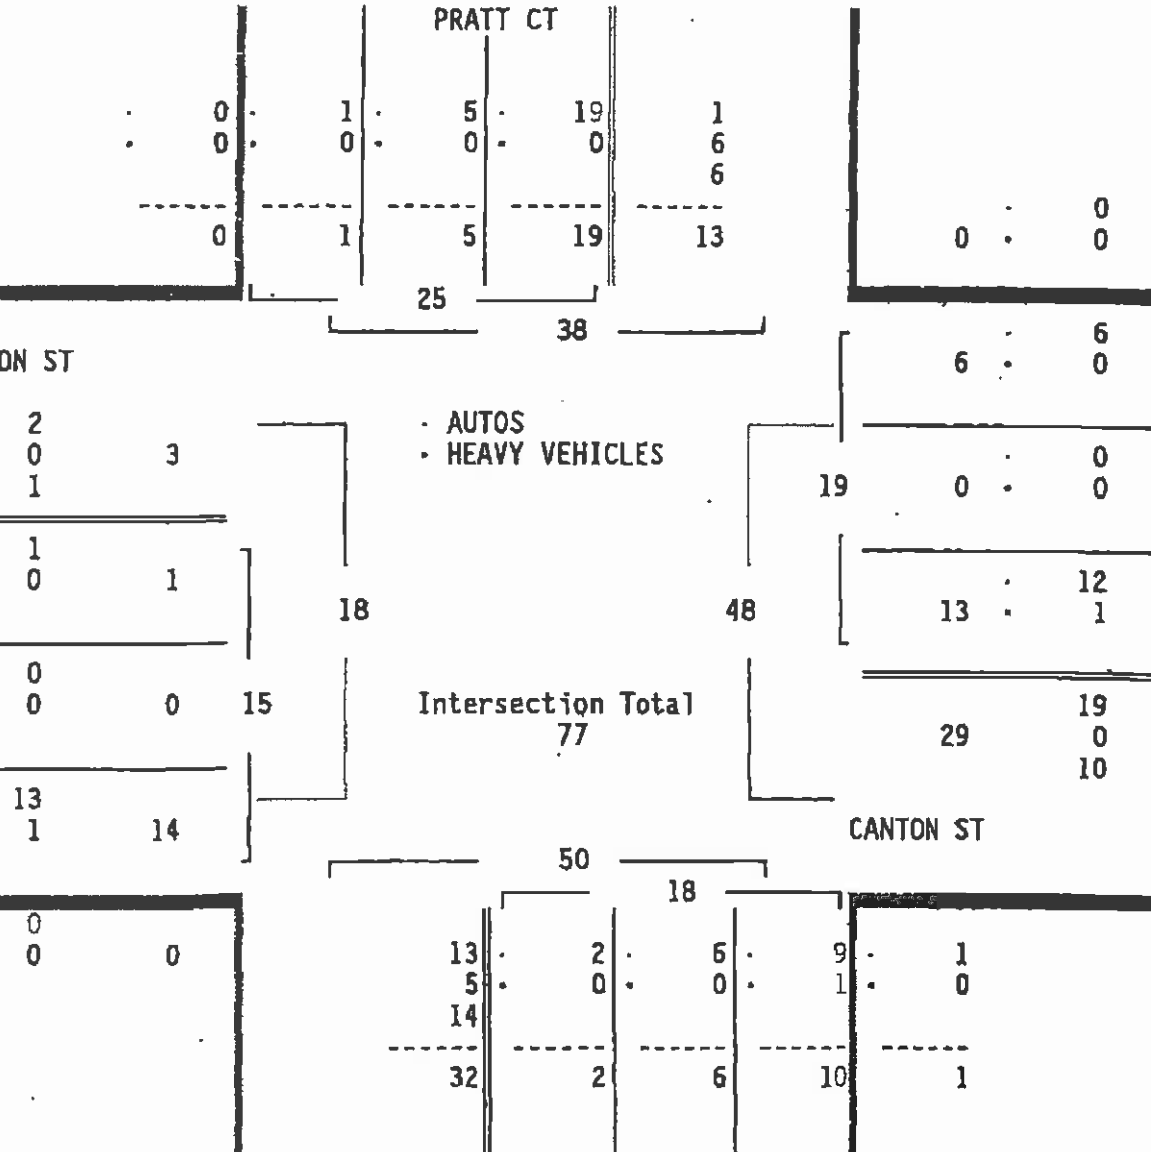 PRATT CT
0 . 1 . 5 . 19 1
0 . 0 . 0 . 0 6
6
0
0 1 5 19 13
0 . 0
25
38
6
ON ST
6 . 0
2
. AUTOS
0 3
. HEAVY VEHICLES
0
1
19
0 . 0
1
0 1
12
18
48
13 . 1
0
0 0
15
Intersection Total
19
77
29 0
10
13
1 14
CANTON ST
50
18
0
0 0
13 . 2 . 6 . 9 . 1
5 . 0 . 0 . 1 . 0
14
32 2 6 10 1